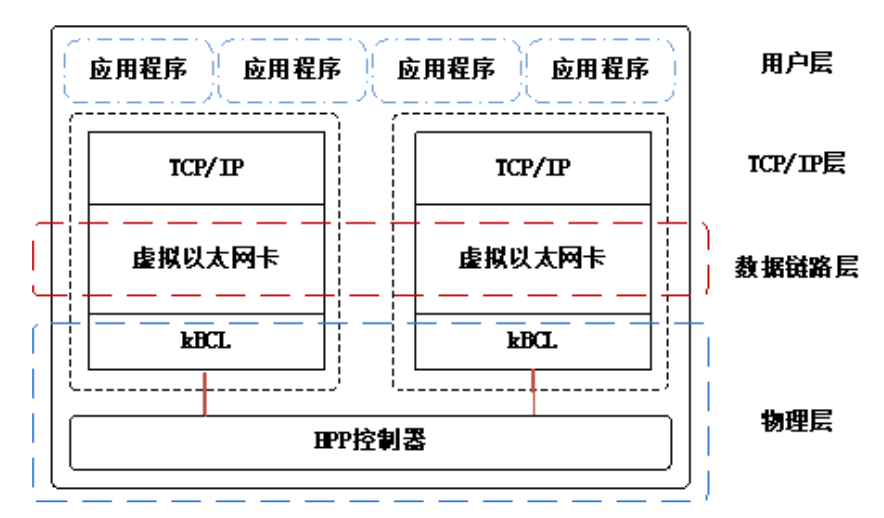 应用程序 应用程序 应用程序 应用程序 用户层
TCP/IP TCP/IP TCP/IP层
虚拟以太网卡 虚拟以太网卡 数据链路层
kBCL kBCL
HPP控制器 物理层